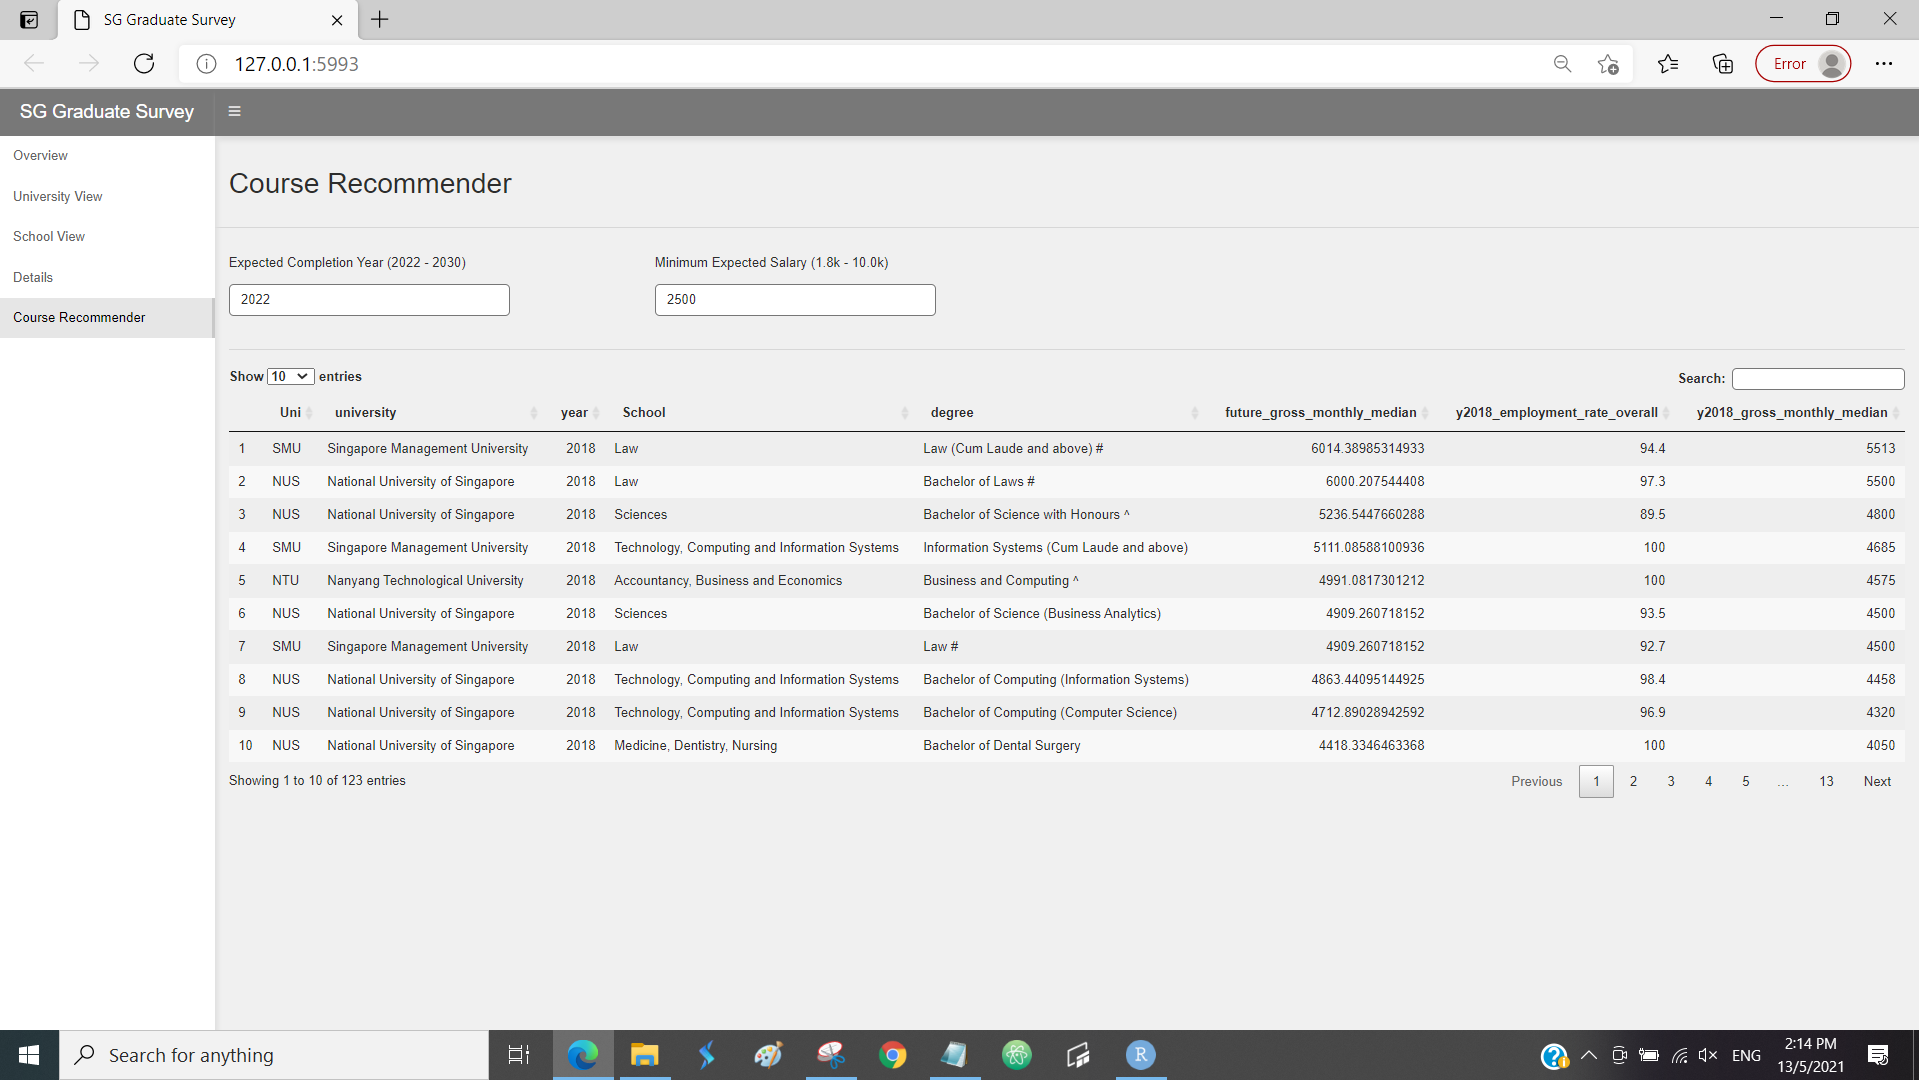 SG Graduate Survey
127.0.0.1:5993
Error
SG Graduate Survey
Overview
University View
School View
Details
Course Recommender
Course Recommender
Expected Completion Year (2022 - 2030) Minimum Expected Salary (1.8k - 10.0k)
2022 2500
Show 10 entries Search:
Uni university year School degree future_gross_monthly_median y2018_employment_rate_overall y2018_gross_monthly_median
1 SMU Singapore Management University 2018 Law Law (Cum Laude and above) # 6014.38985314933 94.4 5513
2 NUS National University of Singapore 2018 Law Bachelor of Laws # 6000.207544408 97.3 5500
3 NUS National University of Singapore 2018 Sciences Bachelor of Science with Honours ^ 5236.5447660288 89.5 4800
4 SMU Singapore Management University 2018 Technology, Computing and Information Systems Information Systems (Cum Laude and above) 5111.08588100936 100 4685
5 NTU Nanyang Technological University 2018 Accountancy, Business and Economics Business and Computing ^ 4991.0817301212 100 4575
6 NUS National University of Singapore 2018 Sciences Bachelor of Science (Business Analytics) 4909.260718152 93.5 4500
7 SMU Singapore Management University 2018 Law Law # 4909.260718152 92.7 4500
8 NUS National University of Singapore 2018 Technology, Computing and Information Systems Bachelor of Computing (Information Systems) 4863.44095144925 98.4 4458
9 NUS National University of Singapore 2018 Technology, Computing and Information Systems Bachelor of Computing (Computer Science) 4712.89028942592 96.9 4320
10 NUS National University of Singapore 2018 Medicine, Dentistry, Nursing Bachelor of Dental Surgery 4418.3346463368 100 4050
Showing 1 to 10 of 123 entries Previous 1 2 3 4 5 … 13 Next
Search for anything
R
ENG
2:14 PM
13/5/2021